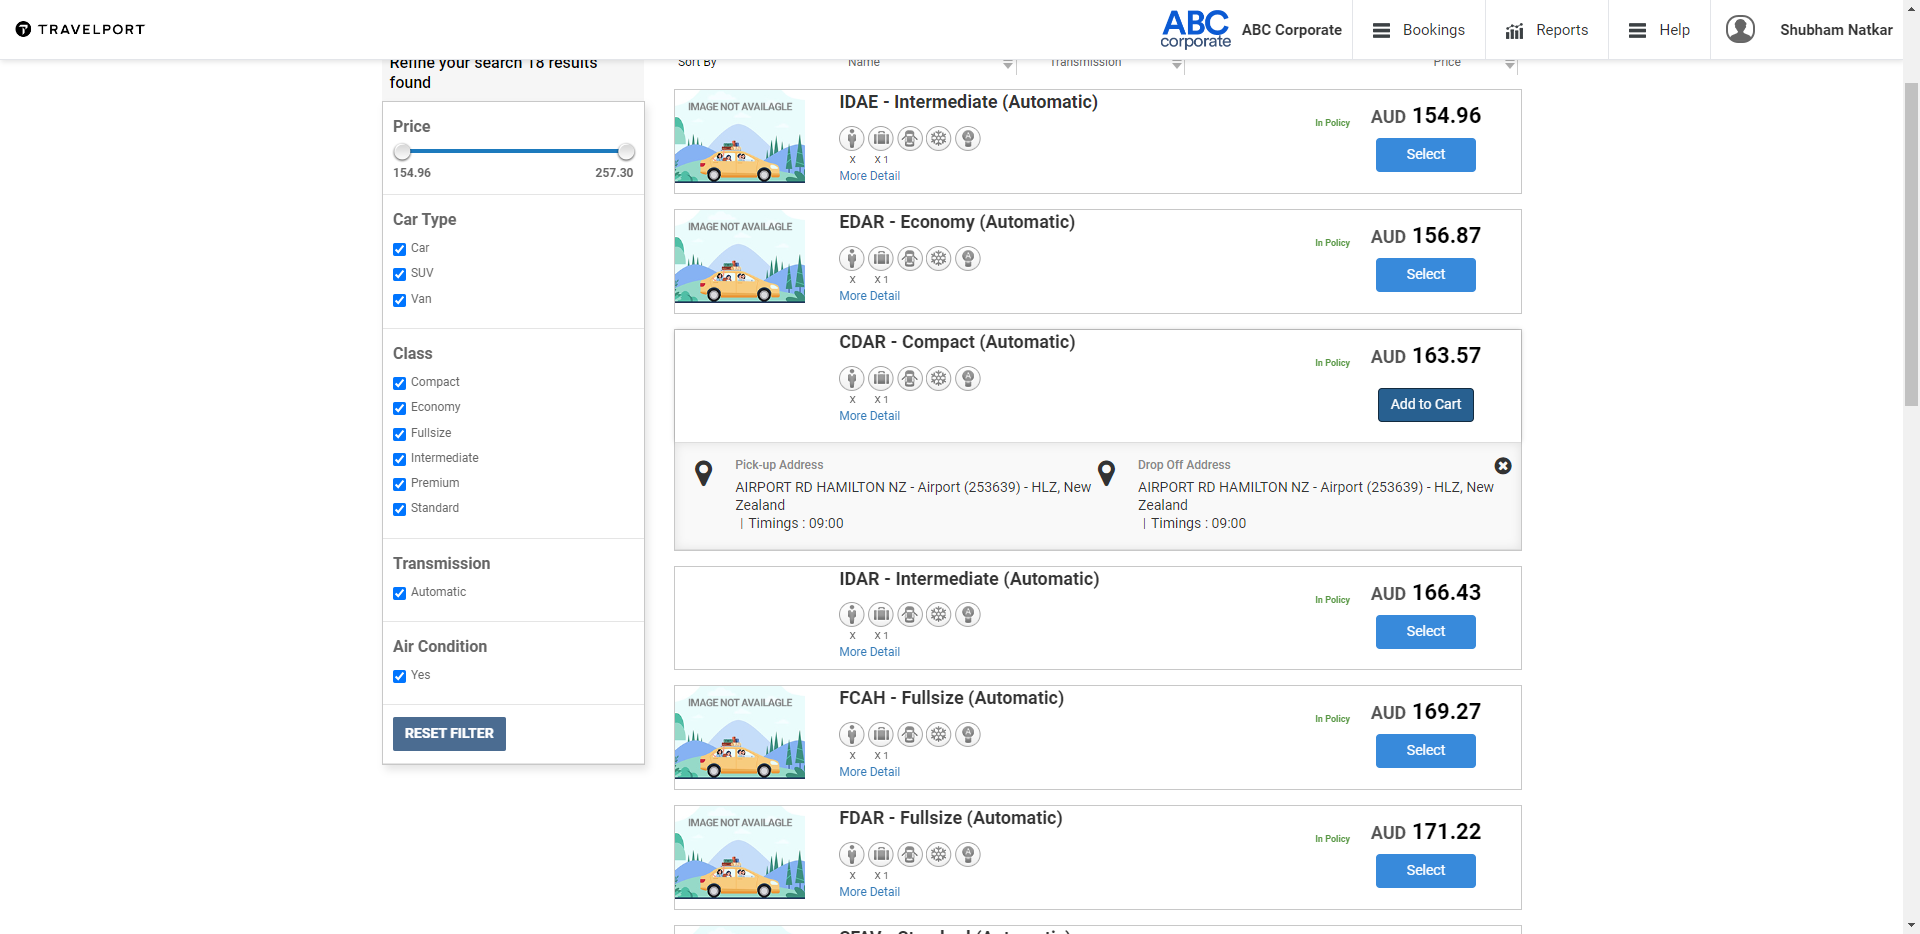 TRAVELPORT
ABC
corporate
ABC Corporate
Bookings
Reports
Help
Shubham Natkar
Refine your search 18 results
found
Price
154.96 257.30
Car Type
Car
SUV
Van
Class
Compact
Economy
Fullsize
Intermediate
Premium
Standard
Transmission
Automatic
Air Condition
Yes
RESET FILTER
Sort By Name Transmission Price
IMAGE NOT AVAILAGLE
IDAE - Intermediate (Automatic)
X X 1
More Detail
In Policy
AUD 154.96
Select
IMAGE NOT AVAILAGLE
EDAR - Economy (Automatic)
X X 1
More Detail
In Policy
AUD 156.87
Select
CDAR - Compact (Automatic)
X X 1
More Detail
In Policy
AUD 163.57
Add to Cart
Pick-up Address
AIRPORT RD HAMILTON NZ - Airport (253639) - HLZ, New
Zealand
| Timings : 09:00
Drop Off Address
AIRPORT RD HAMILTON NZ - Airport (253639) - HLZ, New
Zealand
| Timings : 09:00
IDAR - Intermediate (Automatic)
X X 1
More Detail
In Policy
AUD 166.43
Select
IMAGE NOT AVAILAGLE
FCAH - Fullsize (Automatic)
X X 1
More Detail
In Policy
AUD 169.27
Select
IMAGE NOT AVAILAGLE
FDAR - Fullsize (Automatic)
X X 1
More Detail
In Policy
AUD 171.22
Select